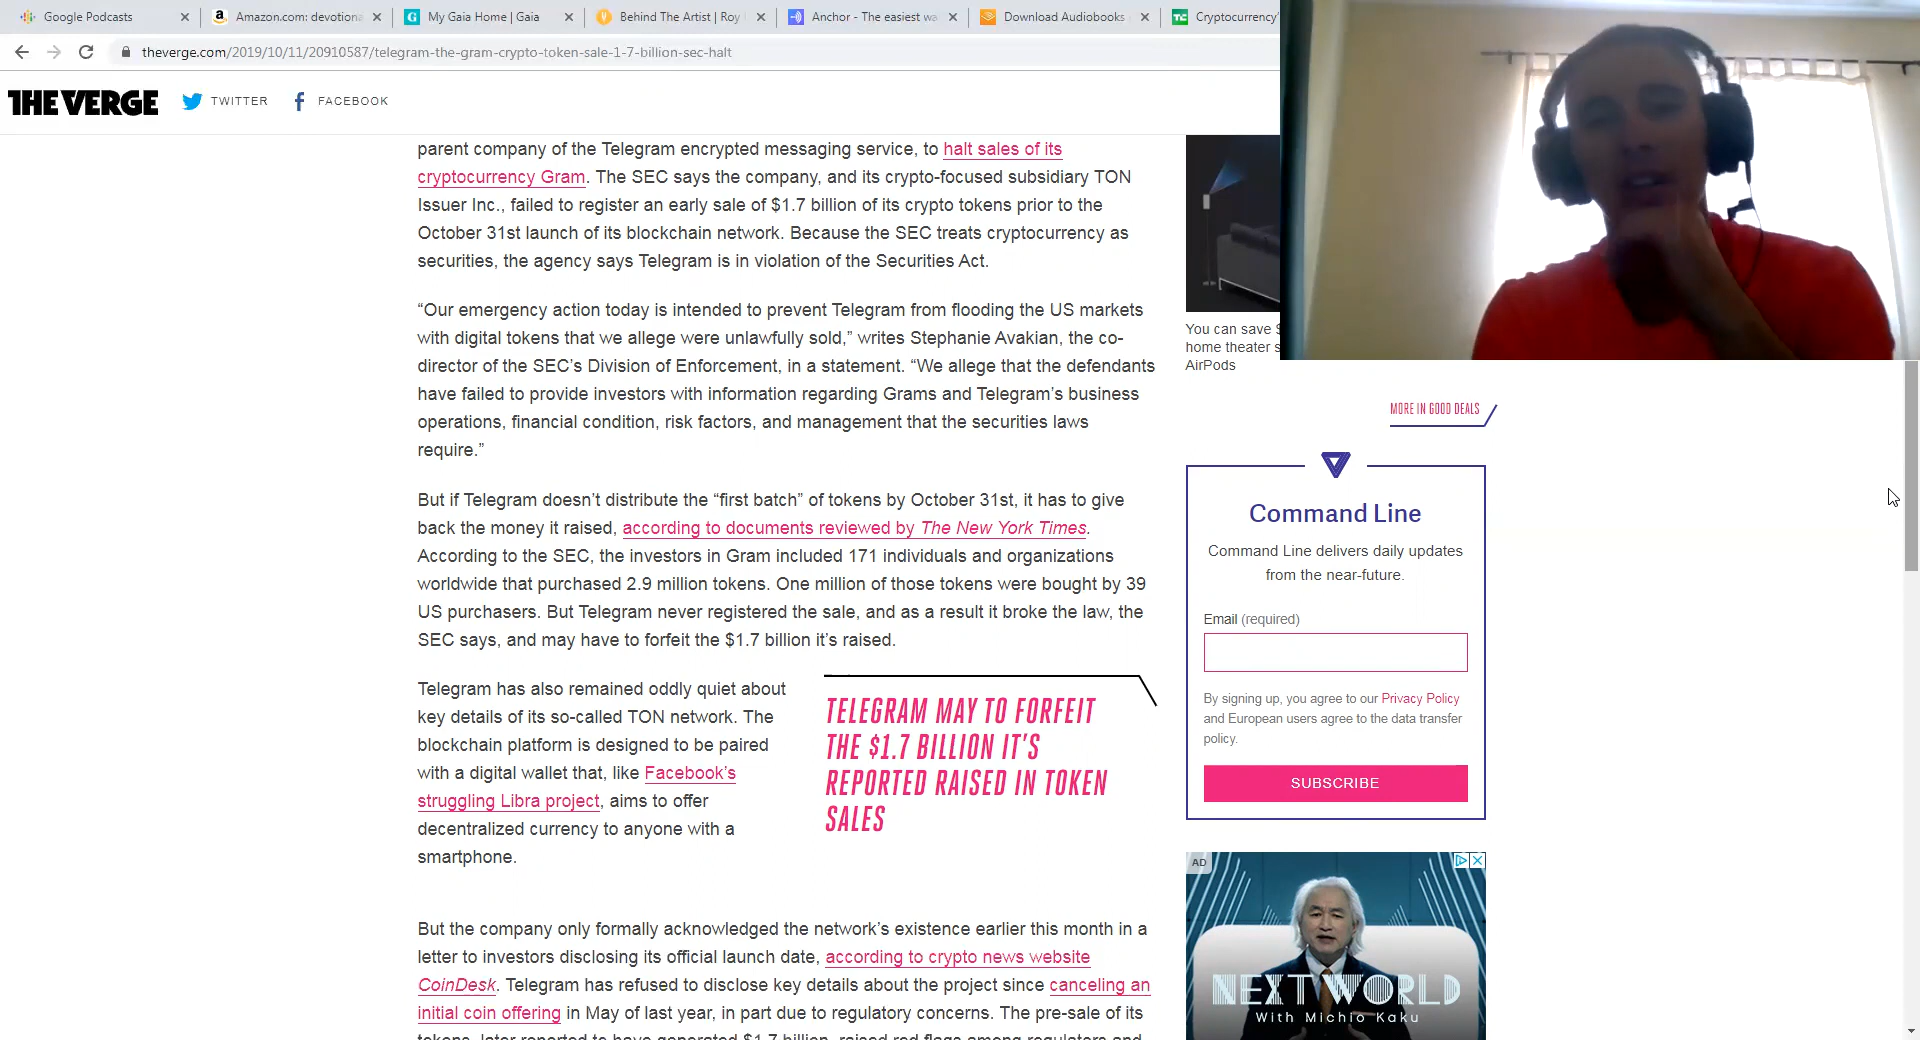 Google Podcasts
Amazon.com: devotiona
My Gaia Home | Gaia
Behind The Artist | Roy
Anchor - The easiest wa
Download Audiobooks
Cryptocurrency'
theverge.com/2019/10/11/20910587/telegram-the-gram-crypto-token-sale-1-7-billion-sec-halt
THE VERGE
TWITTER
FACEBOOK
parent company of the Telegram encrypted messaging service, to halt sales of its
cryptocurrency Gram. The SEC says the company, and its crypto-focused subsidiary TON
Issuer Inc., failed to register an early sale of $1.7 billion of its crypto tokens prior to the
October 31st launch of its blockchain network. Because the SEC treats cryptocurrency as
securities, the agency says Telegram is in violation of the Securities Act.
“Our emergency action today is intended to prevent Telegram from flooding the US markets
with digital tokens that we allege were unlawfully sold,” writes Stephanie Avakian, the co-
director of the SEC’s Division of Enforcement, in a statement. “We allege that the defendants
have failed to provide investors with information regarding Grams and Telegram’s business
operations, financial condition, risk factors, and management that the securities laws
require.”
But if Telegram doesn’t distribute the “first batch” of tokens by October 31st, it has to give
back the money it raised, according to documents reviewed by The New York Times.
According to the SEC, the investors in Gram included 171 individuals and organizations
worldwide that purchased 2.9 million tokens. One million of those tokens were bought by 39
US purchasers. But Telegram never registered the sale, and as a result it broke the law, the
SEC says, and may have to forfeit the $1.7 billion it’s raised.
Telegram has also remained oddly quiet about
key details of its so-called TON network. The
blockchain platform is designed to be paired
with a digital wallet that, like Facebook’s
struggling Libra project, aims to offer
decentralized currency to anyone with a
smartphone.
TELEGRAM MAY TO FORFEIT
THE $1.7 BILLION IT’S
REPORTED RAISED IN TOKEN
SALES
But the company only formally acknowledged the network’s existence earlier this month in a
letter to investors disclosing its official launch date, according to crypto news website
CoinDesk. Telegram has refused to disclose key details about the project since canceling an
initial coin offering in May of last year, in part due to regulatory concerns. The pre-sale of its
tokens, later reported to have generated $1.7 billion, raised red flags among regulators and
You can save
home theater s
AirPods
MORE IN GOOD DEALS
Command Line
Command Line delivers daily updates
from the near-future.
Email (required)
By signing up, you agree to our Privacy Policy
and European users agree to the data transfer
policy.
SUBSCRIBE
AD
NEXT WORLD
With Michio Kaku